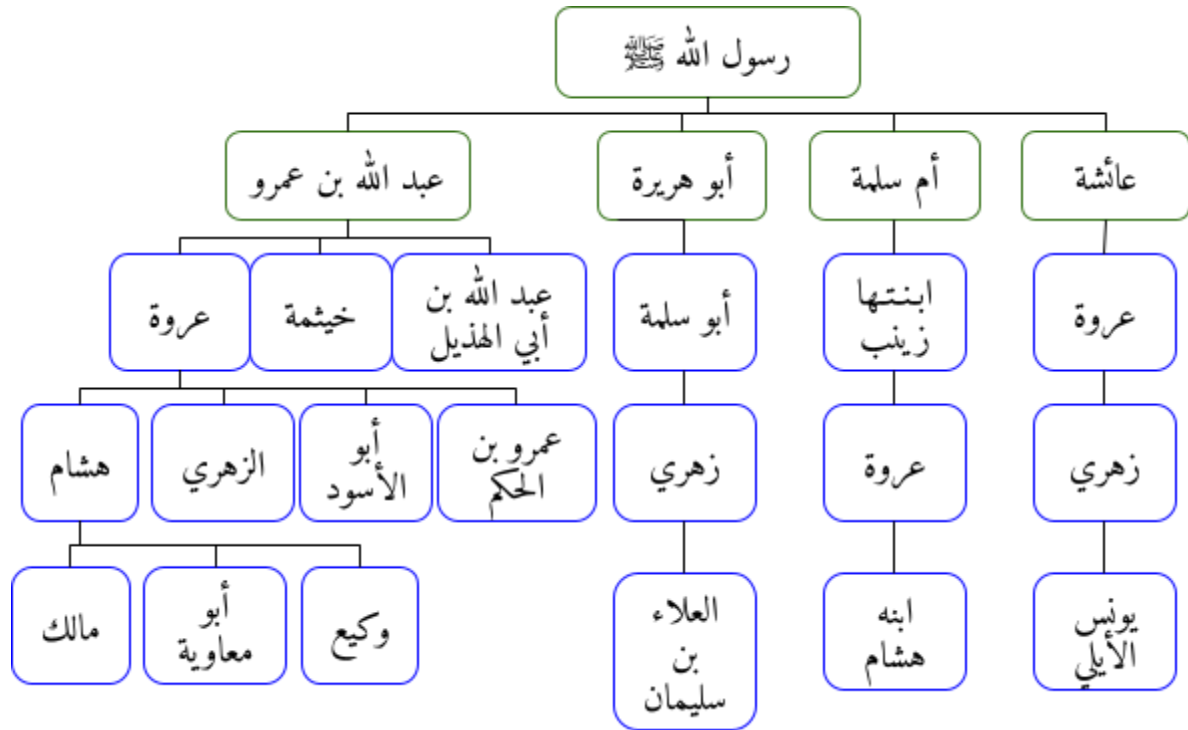 رسول الله ﷺ
عائشة
أم سلمة
أبو هريرة
عبد الله بن عمرو
عروة
ابنتها
زينب
أبو سلمة
عبد الله بن
أبي الهذيل
خيثمة
عروة
زهري
عروة
زهري
عمرو بن
الحكم
أبو
الأسود
الزهري
هشام
يونس
الأيلي
ابنه
هشام
العلاء
بن
سليمان
وكيع
أبو
معاوية
مالك